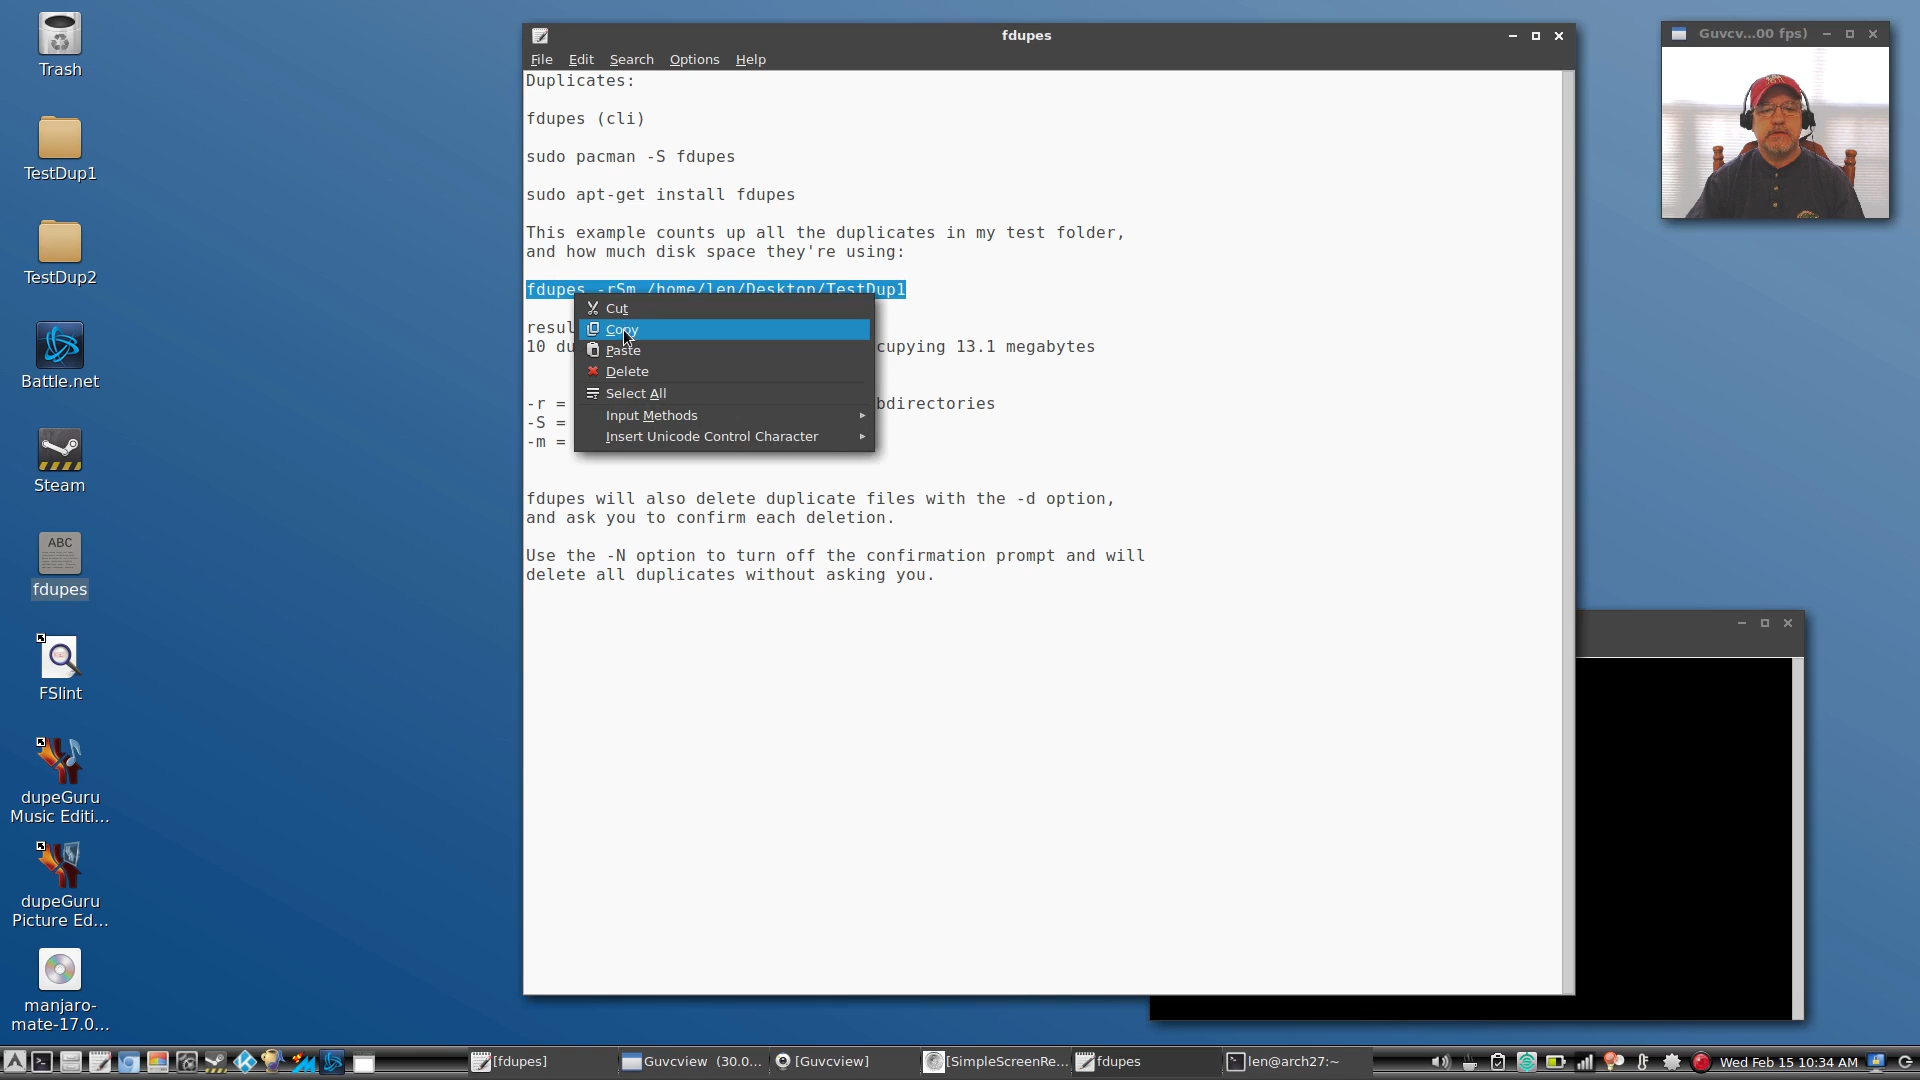 Trash
TestDup1
TestDup2
Battle.net
Steam
ABC
fdupes
FSlint
dupeGuru
Music Editi...
dupeGuru
Picture Ed...
manjaro-
mate-17.0...
fdupes
File Edit Search Options Help
Duplicates:
fdupes (cli)
sudo pacman -S fdupes
sudo apt-get install fdupes
This example counts up all the duplicates in my test folder,
and how much disk space they're using:
fdupes -rSm /home/len/Desktop/TestDup1
resul
10 du cupying 13.1 megabytes
-r = bdirectories
-S =
-m =
Cut
Copy
Paste
Delete
Select All
Input Methods
Insert Unicode Control Character
fdupes will also delete duplicate files with the -d option,
and ask you to confirm each deletion.
Use the -N option to turn off the confirmation prompt and will
delete all duplicates without asking you.
Guvcv...00 fps)
[fdupes]
Guvcview (30.0...
[Guvcview]
[SimpleScreenRe...
fdupes
len@arch27:~
Wed Feb 15 10:34 AM